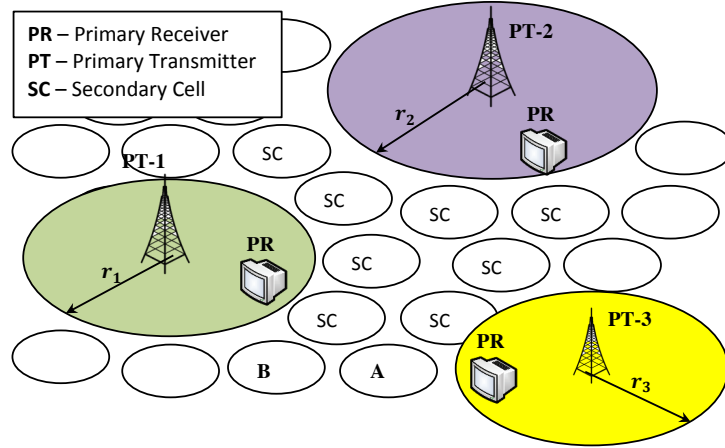 PR – Primary Receiver
PT – Primary Transmitter
SC – Secondary Cell
PT-2
r₂
PR
SC
PT-1
SC
SC
SC
PR
r₁
SC
SC
SC
SC
PT-3
PR
B
A
r₃